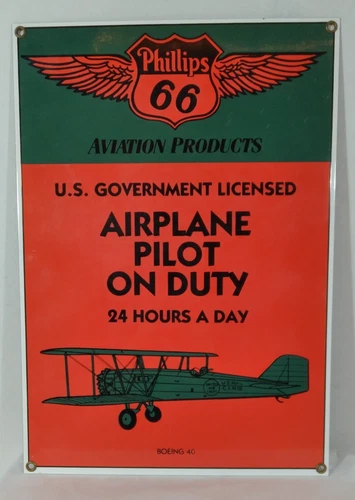 Phillips
66
AVIATION PRODUCTS
U.S. GOVERNMENT LICENSED
AIRPLANE
PILOT
ON DUTY
24 HOURS A DAY
BOEING 40